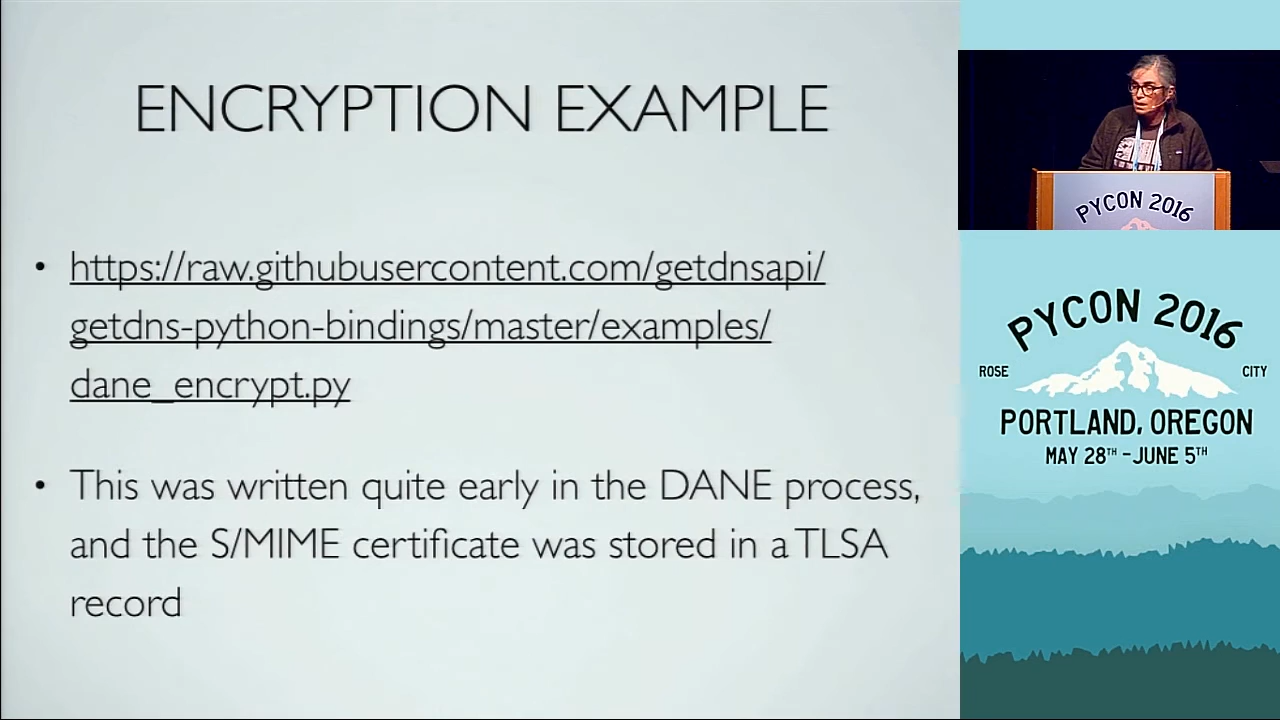 ENCRYPTION EXAMPLE
• https://raw.githubusercontent.com/getdnsapi/
getdns-python-bindings/master/examples/
dane_encrypt.py
• This was written quite early in the DANE process,
and the S/MIME certificate was stored in a TLSA
record
PYCON 2016
PYCON 2016
ROSE CITY
PORTLAND, OREGON
MAY 28TH - JUNE 5TH